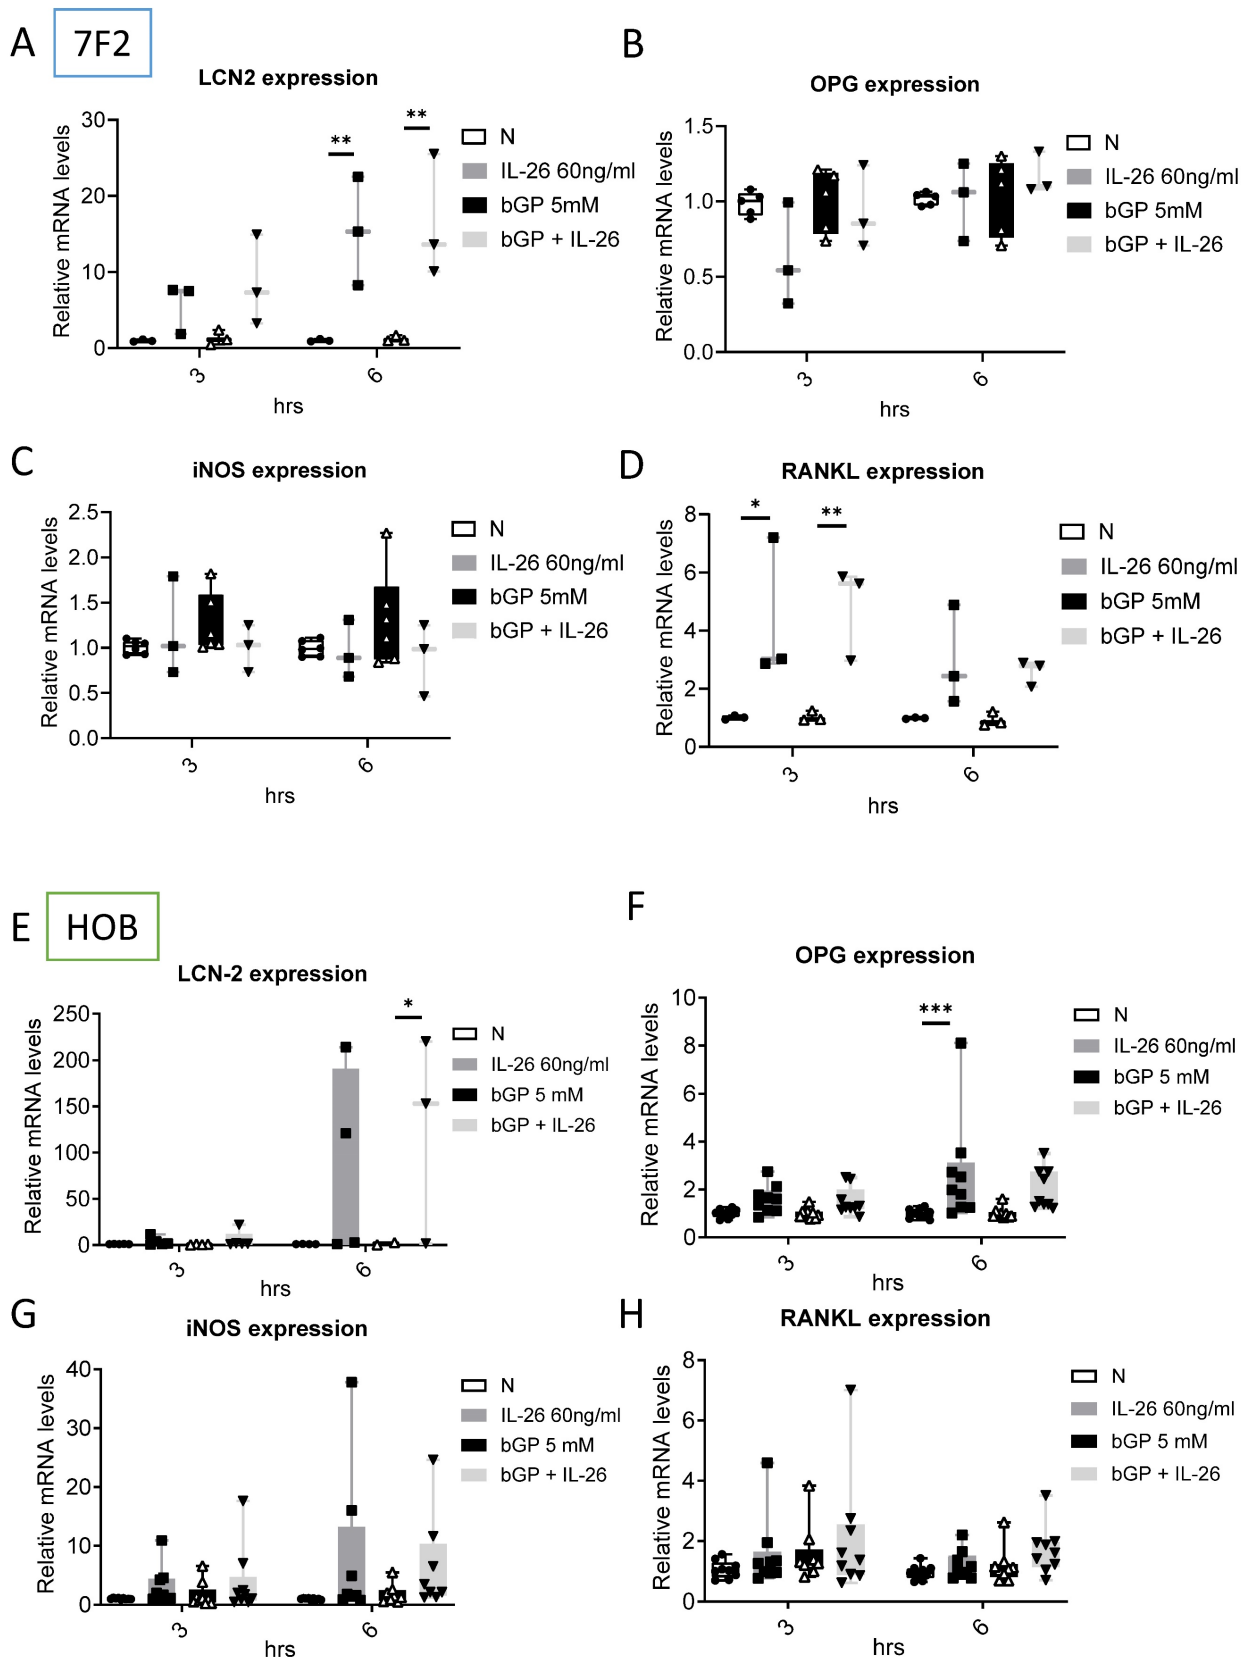 A
7F2
LCN2 expression
Relative mRNA levels
30
20
10
0
**
**
3
6
hrs
N
IL-26 60ng/ml
bGP 5mM
bGP + IL-26
B
OPG expression
Relative mRNA levels
1.5
1.0
0.5
0.0
3
6
hrs
N
IL-26 60ng/ml
bGP 5mM
bGP + IL-26
C
iNOS expression
Relative mRNA levels
2.5
2.0
1.5
1.0
0.5
0.0
3
6
hrs
N
IL-26 60ng/ml
bGP 5mM
bGP + IL-26
D
RANKL expression
Relative mRNA levels
8
6
4
2
0
*
**
3
6
hrs
N
IL-26 60ng/ml
bGP 5mM
bGP + IL-26
E
HOB
LCN-2 expression
Relative mRNA levels
250
200
150
100
50
0
*
3
6
hrs
N
IL-26 60ng/ml
bGP 5 mM
bGP + IL-26
F
OPG expression
Relative mRNA levels
10
8
6
4
2
0
***
3
6
hrs
N
IL-26 60ng/ml
bGP 5 mM
bGP + IL-26
G
iNOS expression
Relative mRNA levels
40
30
20
10
0
3
6
hrs
N
IL-26 60ng/ml
bGP 5 mM
bGP + IL-26
H
RANKL expression
Relative mRNA levels
8
6
4
2
0
3
6
hrs
N
IL-26 60ng/ml
bGP 5 mM
bGP + IL-26